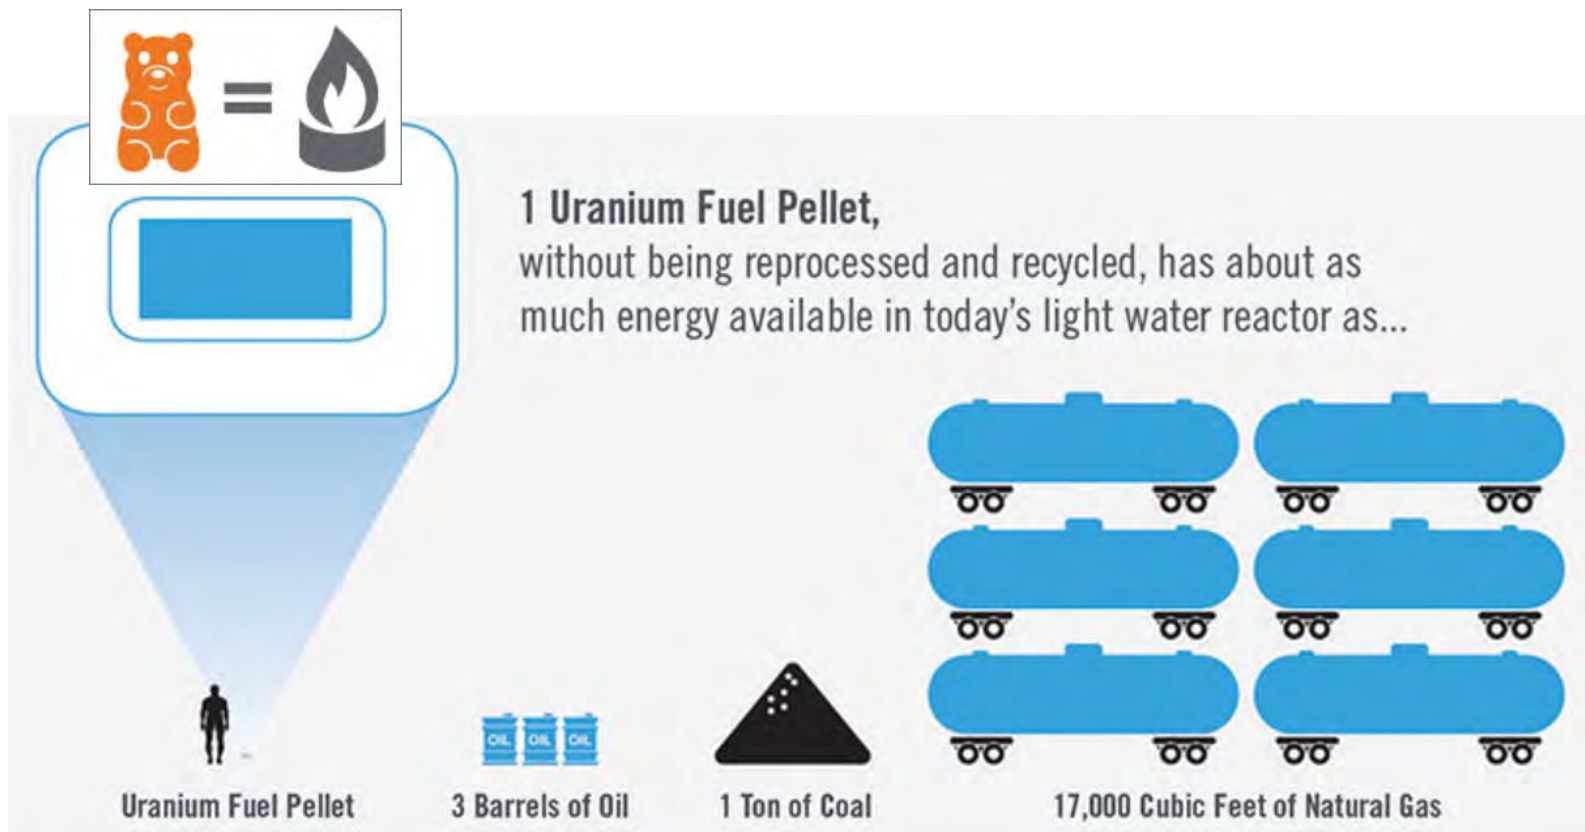 =
1 Uranium Fuel Pellet,
without being reprocessed and recycled, has about as
much energy available in today's light water reactor as...
OIL OIL OIL
Uranium Fuel Pellet
3 Barrels of Oil
1 Ton of Coal
17,000 Cubic Feet of Natural Gas